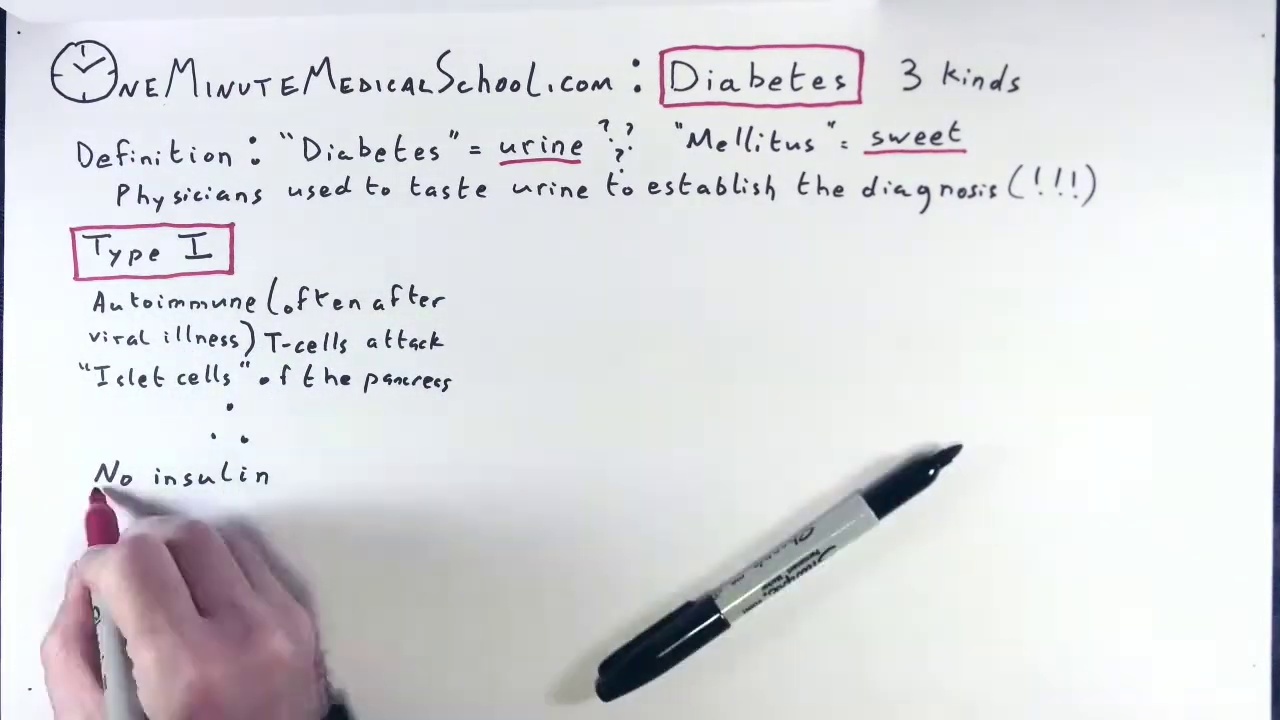 ONEMINUTEMEDICALSCHOOL.COM : Diabetes 3 kinds
Definition : "Diabetes" = urine ??? "Mellitus" = sweet
Physicians used to taste urine to establish the diagnosis (!!!)
Type I
Autoimmune (often after
viral illness) T-cells attack
"Islet cells" of the pancreas
∴
No insulin
Sharpie